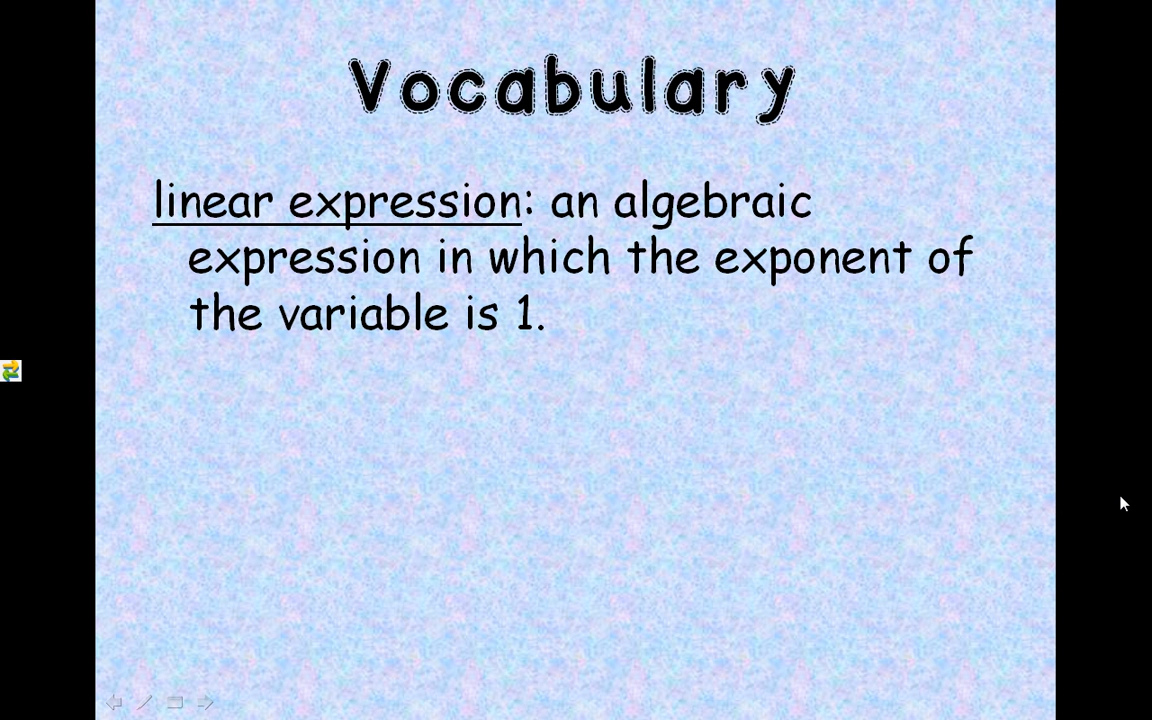 Vocabulary
linear expression: an algebraic
expression in which the exponent of
the variable is 1.